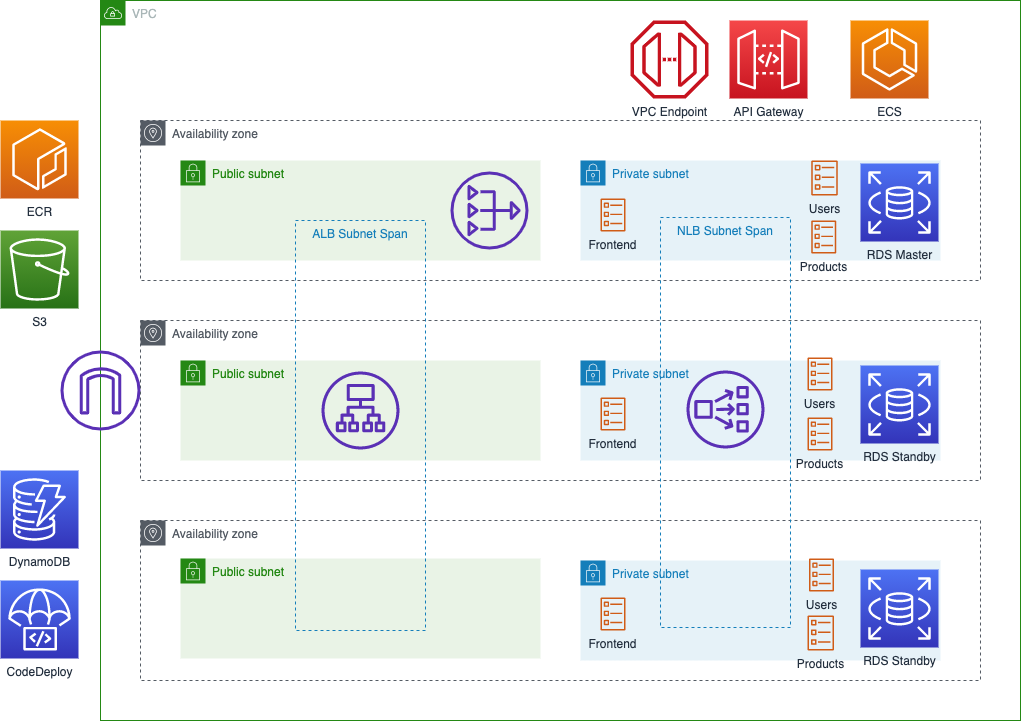 VPC
VPC Endpoint
API Gateway
ECS
Availability zone
ECR
Public subnet
ALB Subnet Span
Private subnet
Frontend
NLB Subnet Span
Users
Products
RDS Master
S3
Availability zone
Public subnet
Private subnet
Frontend
Users
Products
RDS Standby
Availability zone
DynamoDB
Public subnet
Private subnet
Frontend
Users
Products
RDS Standby
</>
CodeDeploy